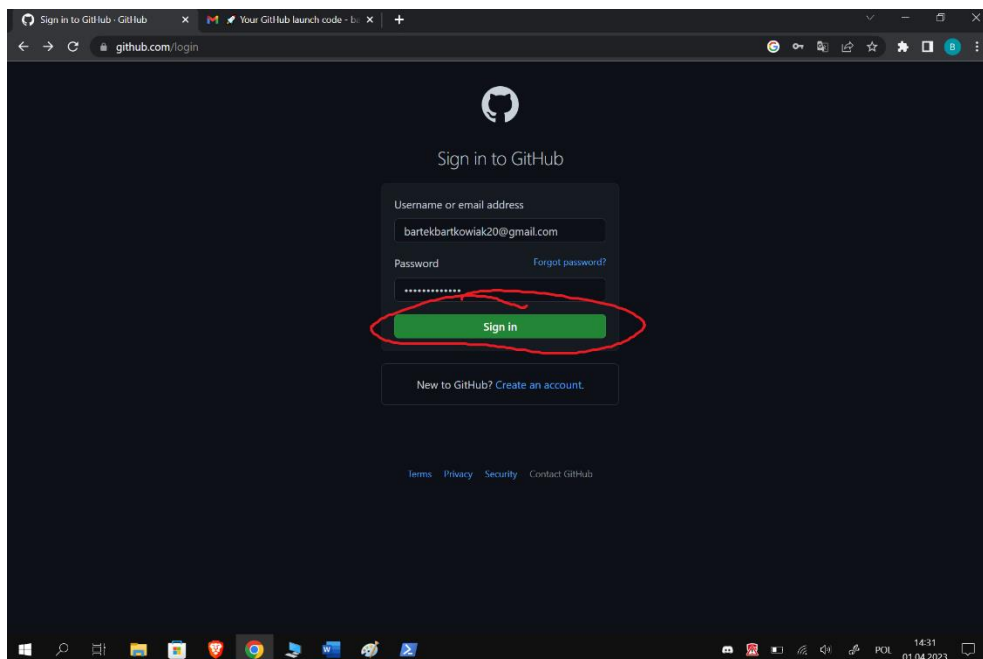 Sign in to GitHub · GitHub
Your GitHub launch code - ba
github.com/login
B
Sign in to GitHub
Username or email address
bartekbartkowiak20@gmail.com
Password Forgot password?
Sign in
New to GitHub? Create an account.
Terms Privacy Security Contact GitHub
POL
14:31
01.04.2023